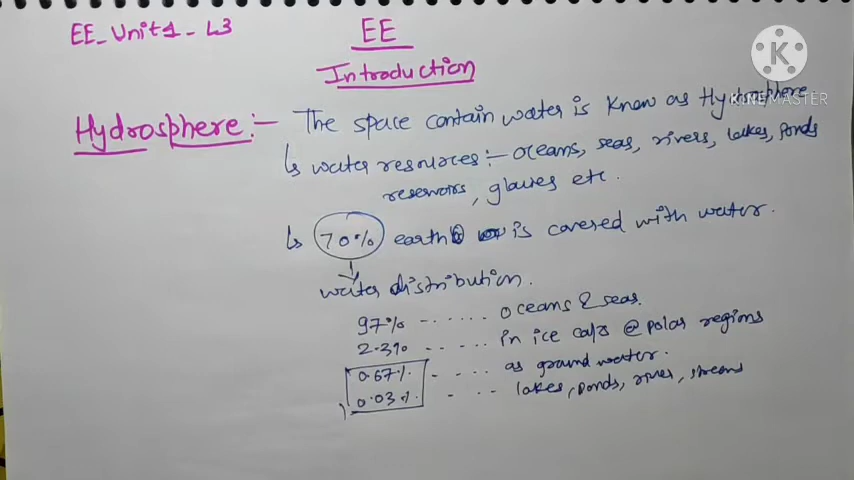 EE_Unit1-L3
EE
Introduction
Hydrosphere:- The space contain water is known as Hydrosphere
KINEMASTER
↳ water resources:- oceans, seas, rivers, lakes, ponds
reservoirs, glaciers etc.
↳ 70% earth is covered with water.
water distribution.
97% ------ oceans & seas.
2.3% ------ in ice caps @ polar regions
0.67% ----- as ground water.
0.03% ----- lakes, ponds, river, streams